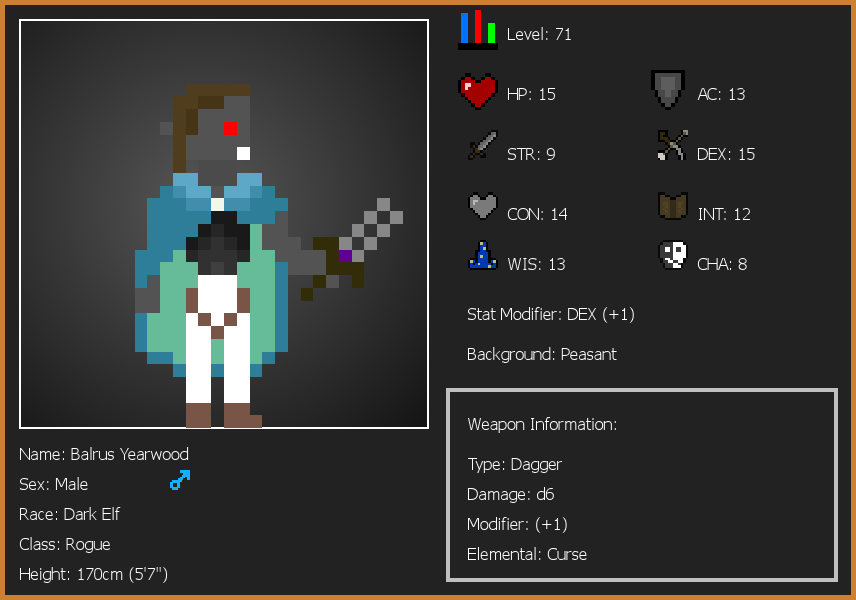 Level: 71
HP: 15
AC: 13
STR: 9
DEX: 15
CON: 14
INT: 12
WIS: 13
CHA: 8
Stat Modifier: DEX (+1)
Background: Peasant
Weapon Information:
Type: Dagger
Damage: d6
Modifier: (+1)
Elemental: Curse
Name: Balrus Yearwood
Sex: Male
Race: Dark Elf
Class: Rogue
Height: 170cm (5'7")